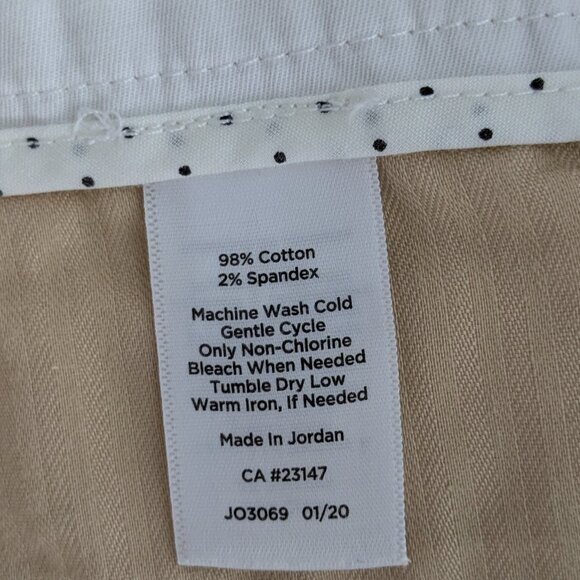 98% Cotton
2% Spandex
Machine Wash Cold
Gentle Cycle
Only Non-Chlorine
Bleach When Needed
Tumble Dry Low
Warm Iron, If Needed
Made In Jordan
CA #23147
JO3069 01/20